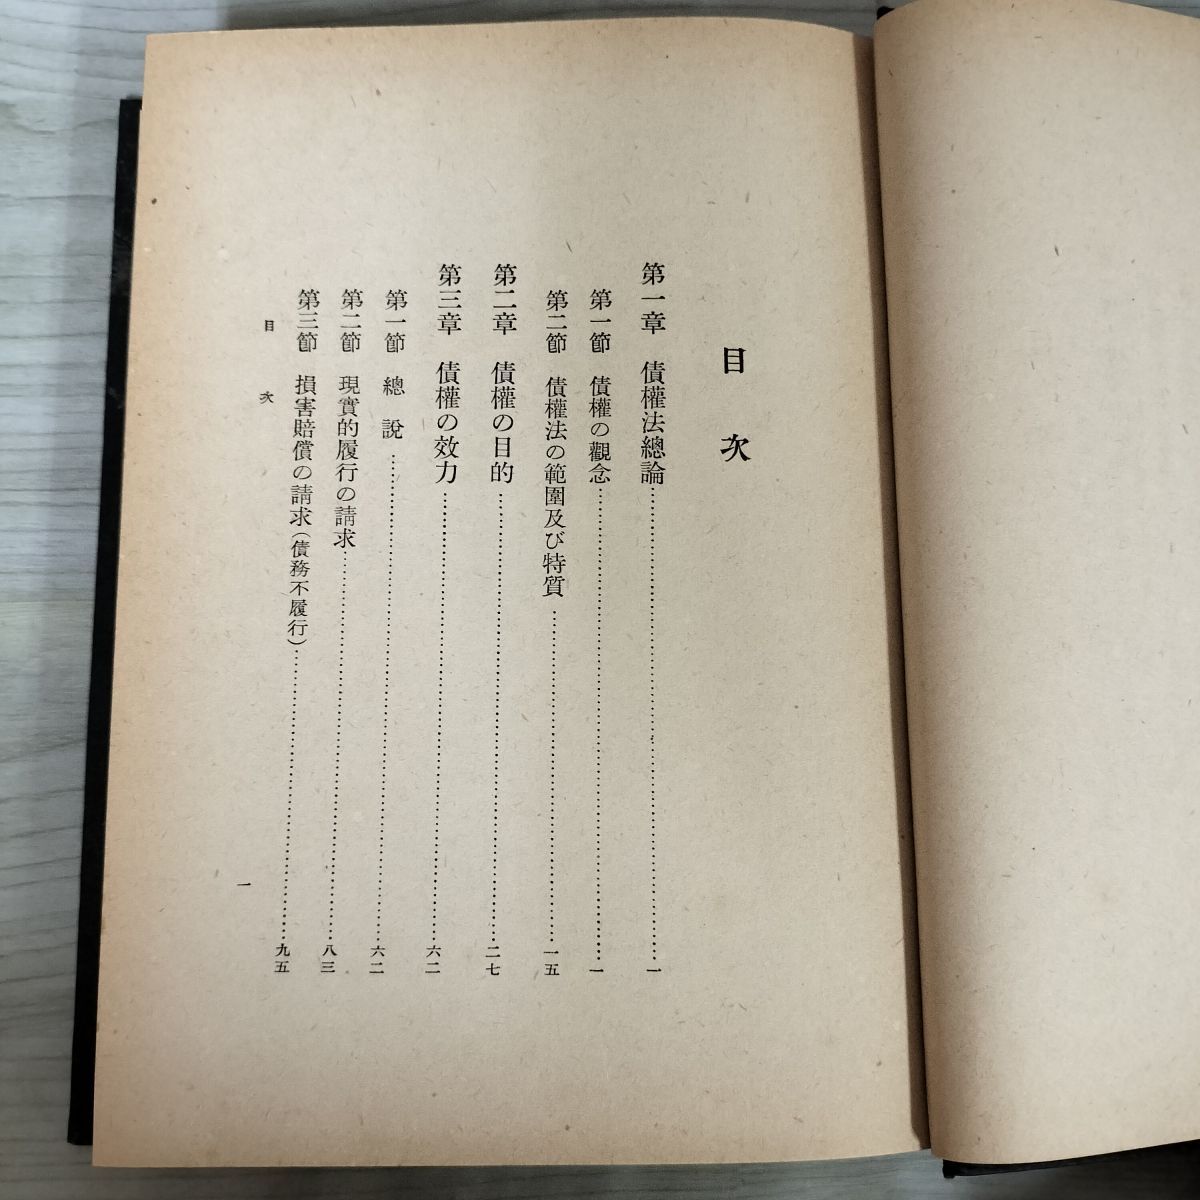 目次
第一章 債權法總論……一
第一節 債權の觀念……一
第二節 債權法の範圍及び特質……一五
第二章 債權の目的……二七
第三章 債權の效力……六二
第一節 總說……六二
第二節 現實的履行の請求……八三
第三節 損害賠償の請求(債務不履行)……九五
目次
一